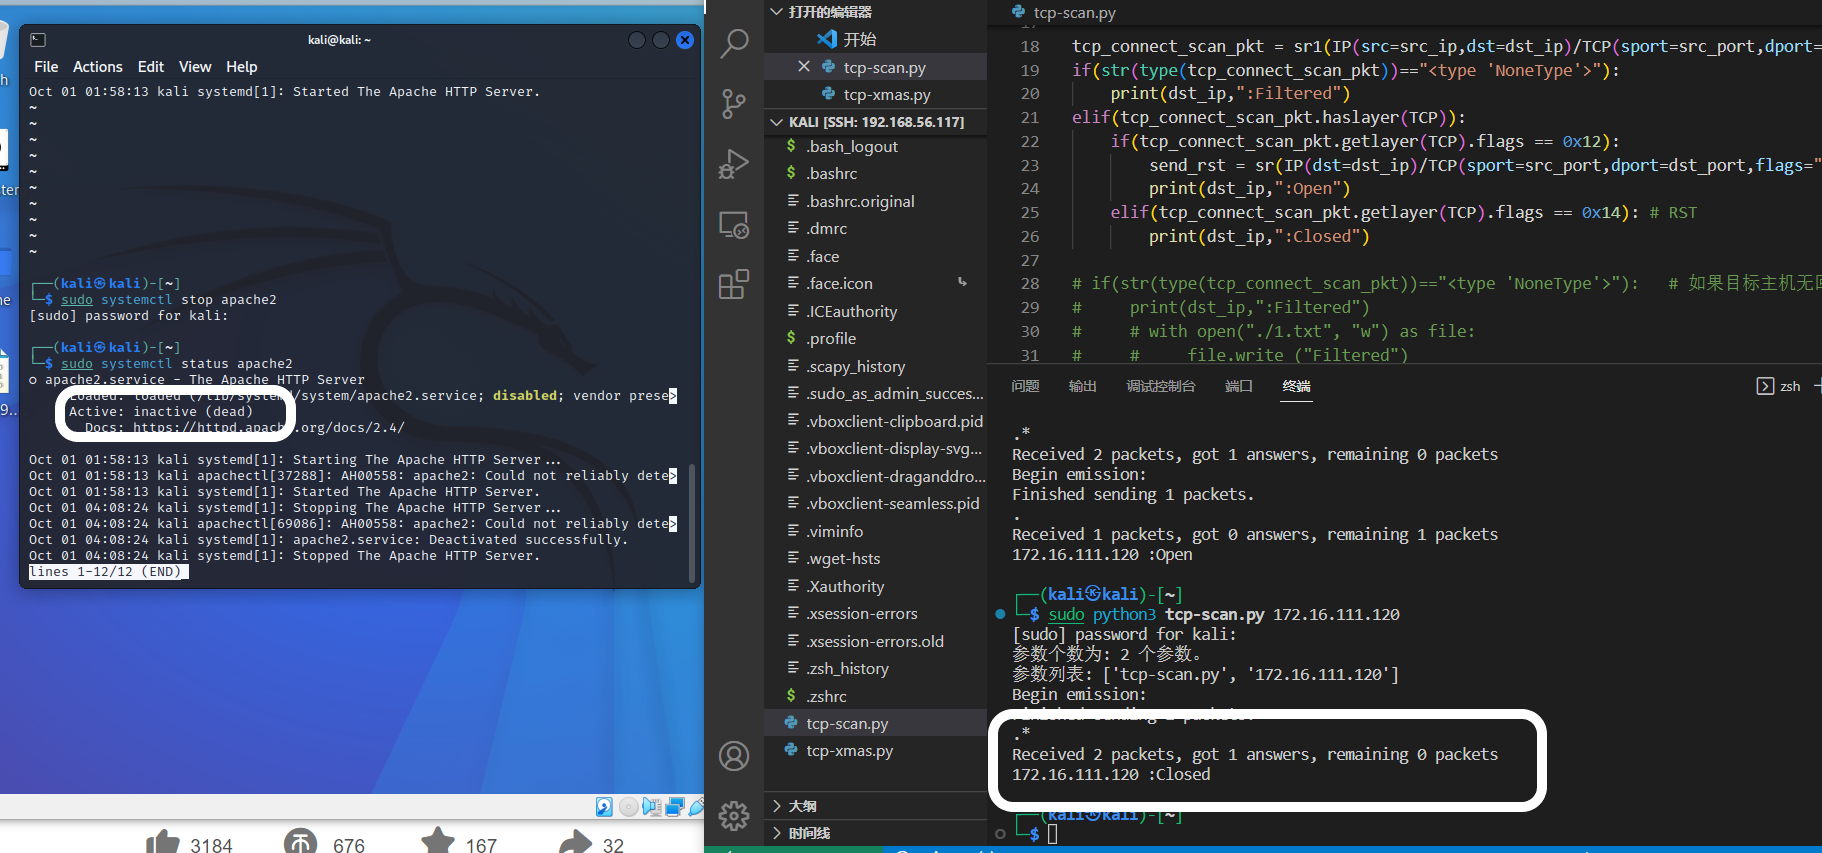 kali@kali: ~
File Actions Edit View Help
Oct 01 01:58:13 kali systemd[1]: Started The Apache HTTP Server.
~
~
~
~
~
~
~
~
~
~
┌──(kali㉿kali)-[~]
└─$ sudo systemctl stop apache2
[sudo] password for kali:
┌──(kali㉿kali)-[~]
└─$ sudo systemctl status apache2
○ apache2.service - The Apache HTTP Server
Loaded: loaded (/lib/systemd/system/apache2.service; disabled; vendor prese>
Active: inactive (dead)
Docs: https://httpd.apache.org/docs/2.4/
Oct 01 01:58:13 kali systemd[1]: Starting The Apache HTTP Server...
Oct 01 01:58:13 kali apachectl[37288]: AH00558: apache2: Could not reliably dete>
Oct 01 01:58:13 kali systemd[1]: Started The Apache HTTP Server.
Oct 01 04:08:24 kali systemd[1]: Stopping The Apache HTTP Server...
Oct 01 04:08:24 kali apachectl[69086]: AH00558: apache2: Could not reliably dete>
Oct 01 04:08:24 kali systemd[1]: apache2.service: Deactivated successfully.
Oct 01 04:08:24 kali systemd[1]: Stopped The Apache HTTP Server.
lines 1-12/12 (END)
3184 676 167 32
打开的编辑器
开始
tcp-scan.py
tcp-xmas.py
KALI [SSH: 192.168.56.117]
$ .bash_logout
$ .bashrc
.bashrc.original
.dmrc
.face
.face.icon
.ICEauthority
$ .profile
.scapy_history
.sudo_as_admin_succes...
.vboxclient-clipboard.pid
.vboxclient-display-svg...
.vboxclient-draganddro...
.vboxclient-seamless.pid
.viminfo
.wget-hsts
.Xauthority
.xsession-errors
.xsession-errors.old
.zsh_history
$ .zshrc
tcp-scan.py
tcp-xmas.py
大纲
时间线
tcp-scan.py
18 tcp_connect_scan_pkt = sr1(IP(src=src_ip,dst=dst_ip)/TCP(sport=src_port,dport=
19 if(str(type(tcp_connect_scan_pkt))=="<type 'NoneType'>"):
20 print(dst_ip,":Filtered")
21 elif(tcp_connect_scan_pkt.haslayer(TCP)):
22 if(tcp_connect_scan_pkt.getlayer(TCP).flags == 0x12):
23 send_rst = sr(IP(dst=dst_ip)/TCP(sport=src_port,dport=dst_port,flags="
24 print(dst_ip,":Open")
25 elif(tcp_connect_scan_pkt.getlayer(TCP).flags == 0x14): # RST
26 print(dst_ip,":Closed")
27
28 # if(str(type(tcp_connect_scan_pkt))=="<type 'NoneType'>"): # 如果目标主机无回
29 # print(dst_ip,":Filtered")
30 # # with open("./1.txt", "w") as file:
31 # # file.write ("Filtered")
问题 输出 调试控制台 端口 终端 zsh
.*
Received 2 packets, got 1 answers, remaining 0 packets
Begin emission:
Finished sending 1 packets.
.
Received 1 packets, got 0 answers, remaining 1 packets
172.16.111.120 :Open
┌──(kali㉿kali)-[~]
└─$ sudo python3 tcp-scan.py 172.16.111.120
[sudo] password for kali:
参数个数为: 2 个参数。
参数列表: ['tcp-scan.py', '172.16.111.120']
Begin emission:
Finished sending 1 packets.
.*
Received 2 packets, got 1 answers, remaining 0 packets
172.16.111.120 :Closed
┌──(kali㉿kali)-[~]
└─$